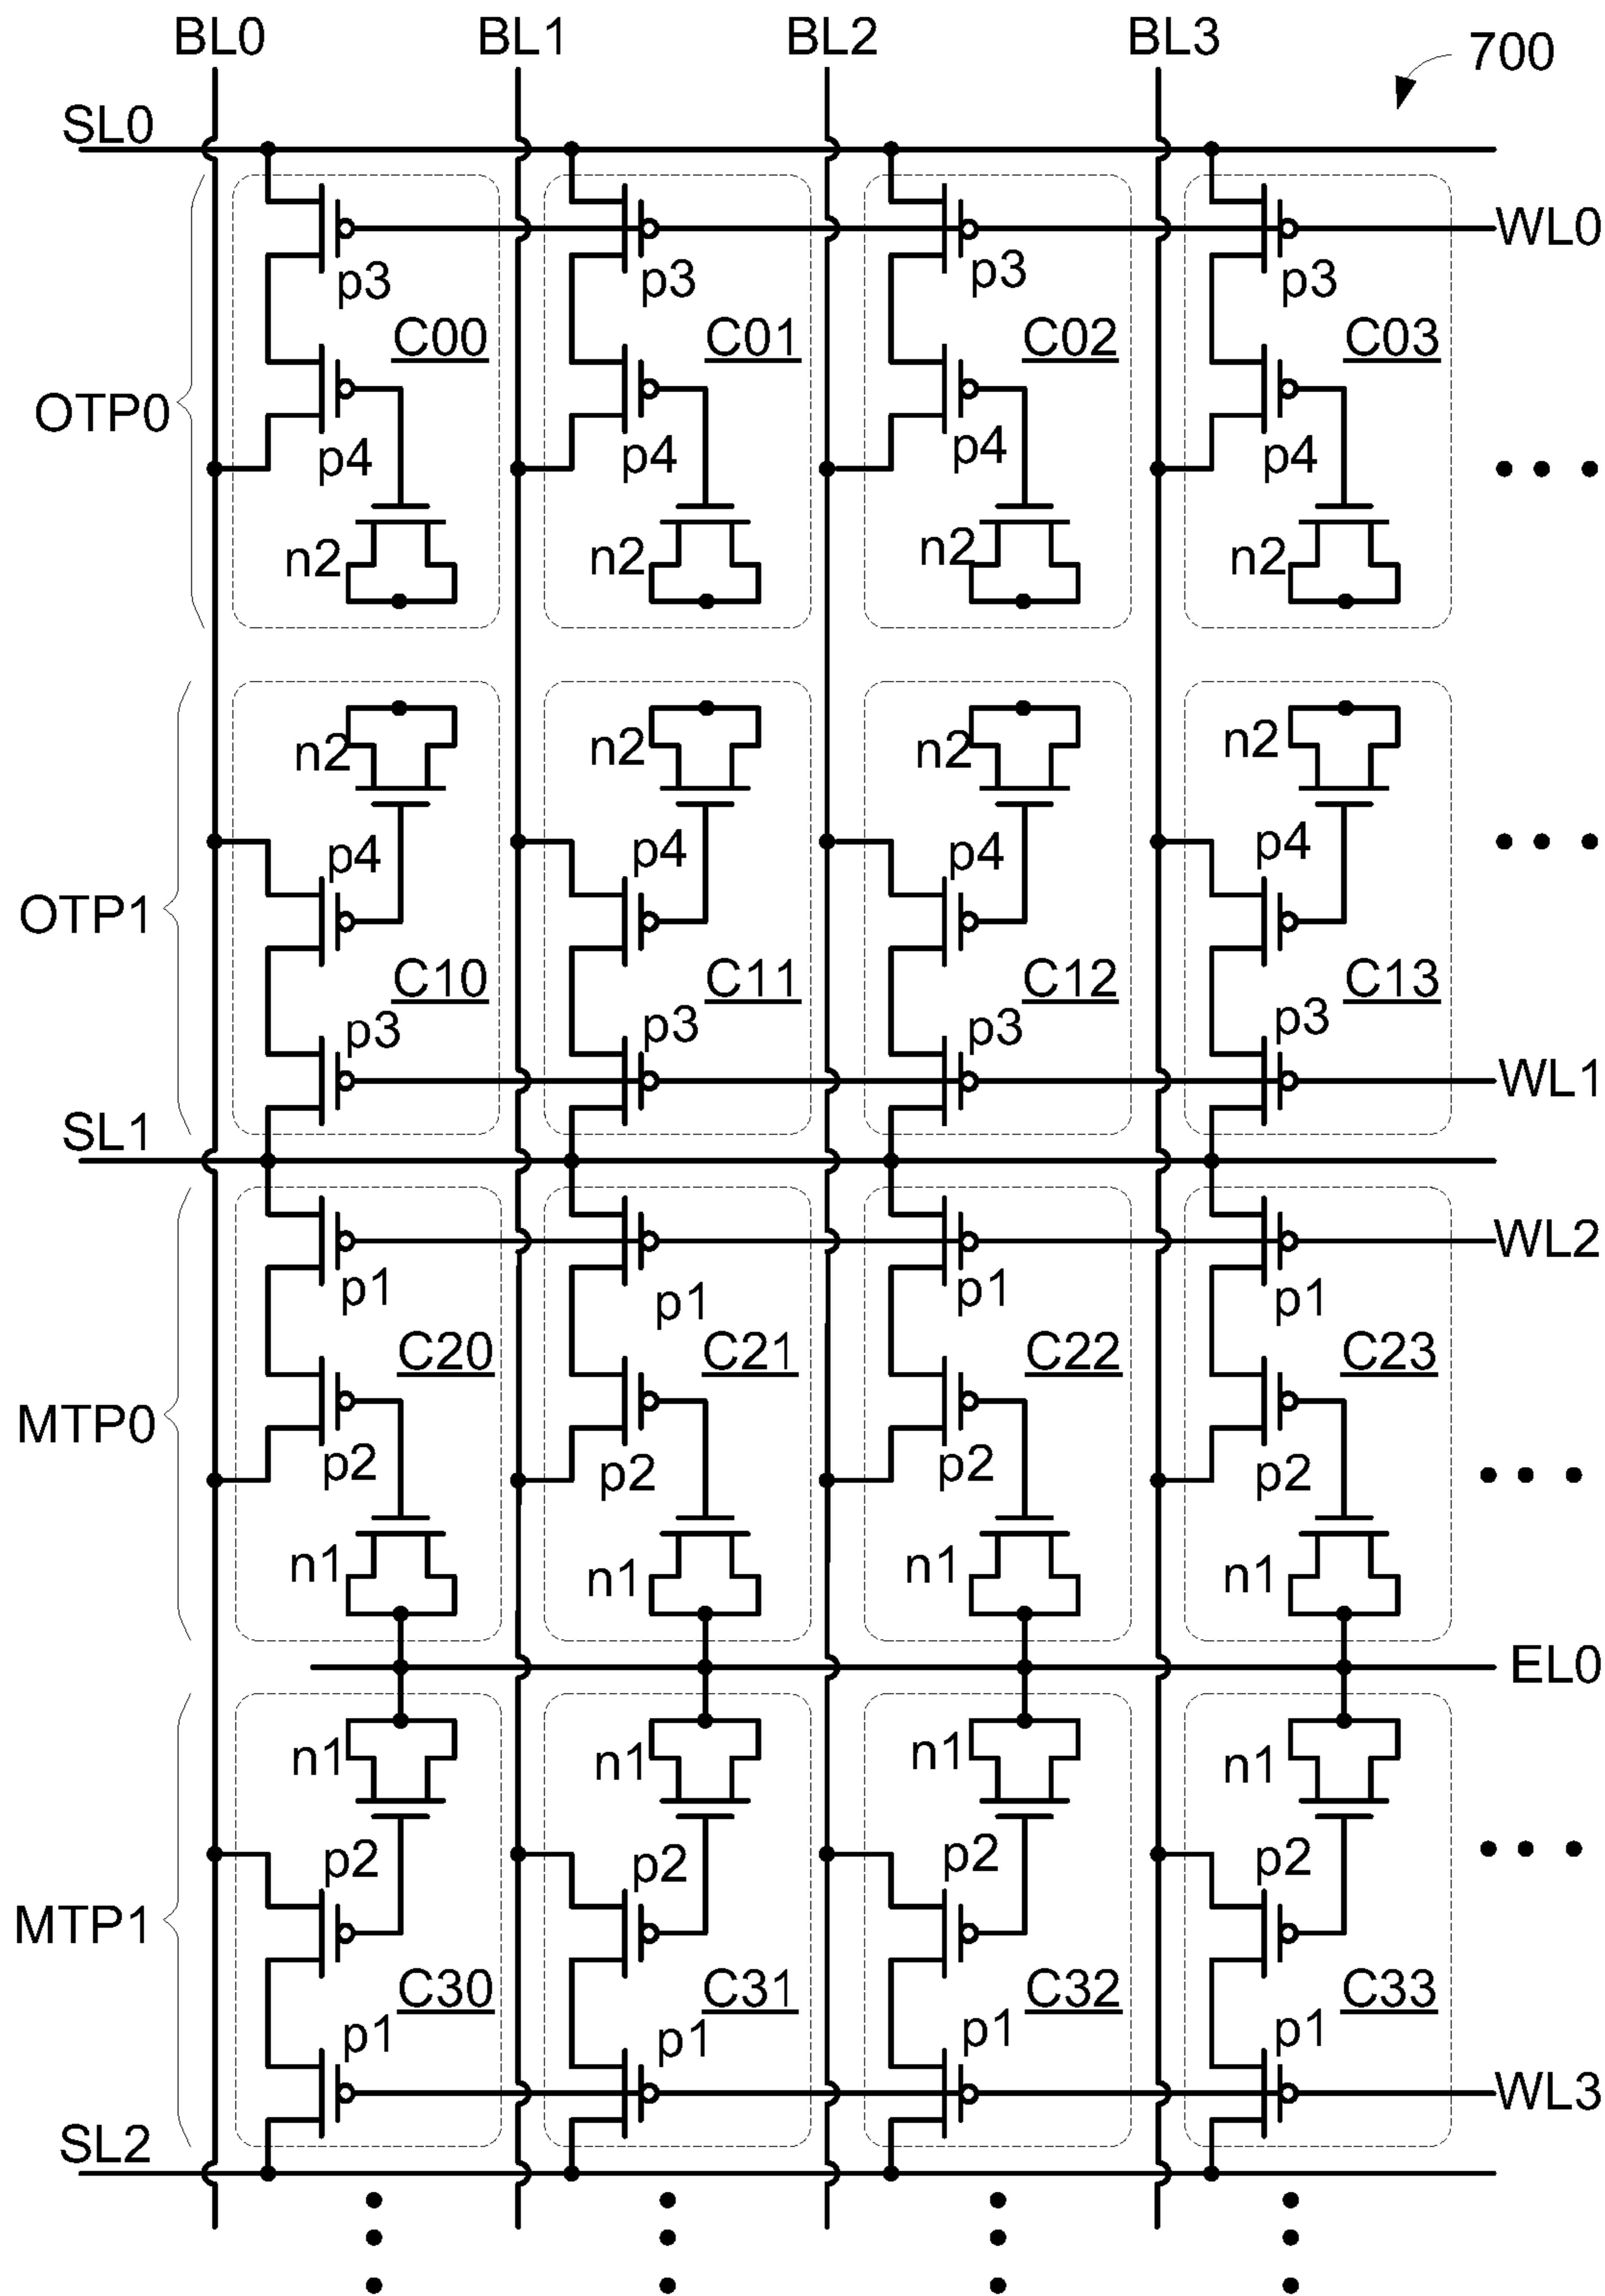 BL0 BL1 BL2 BL3 700
SL0
WL0
p3 p3 p3 p3
C00 C01 C02 C03
OTP0
p4 p4 p4 p4
n2 n2 n2 n2
n2 n2 n2 n2
p4 p4 p4 p4
OTP1
C10 C11 C12 C13
p3 p3 p3 p3
WL1
SL1
WL2
p1 p1 p1 p1
C20 C21 C22 C23
MTP0
p2 p2 p2 p2
n1 n1 n1 n1
EL0
n1 n1 n1 n1
p2 p2 p2 p2
MTP1
C30 C31 C32 C33
p1 p1 p1 p1
WL3
SL2